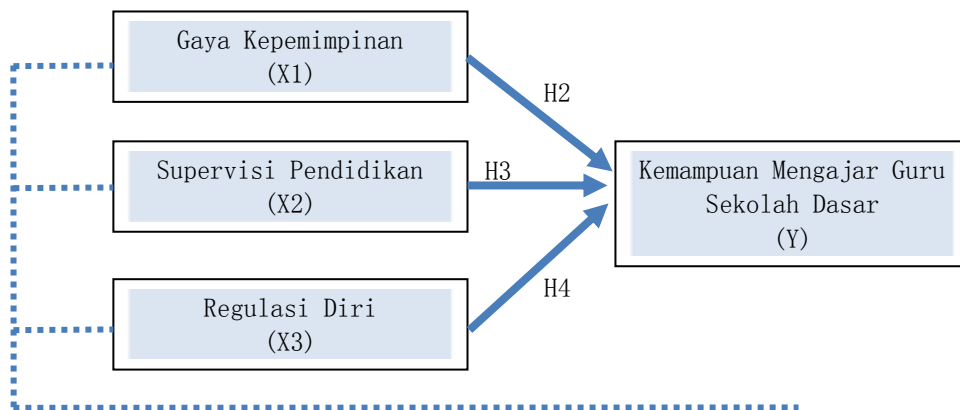 Gaya Kepemimpinan
(X1)
H2
Supervisi Pendidikan
(X2)
H3
Kemampuan Mengajar Guru
Sekolah Dasar
(Y)
Regulasi Diri
(X3)
H4